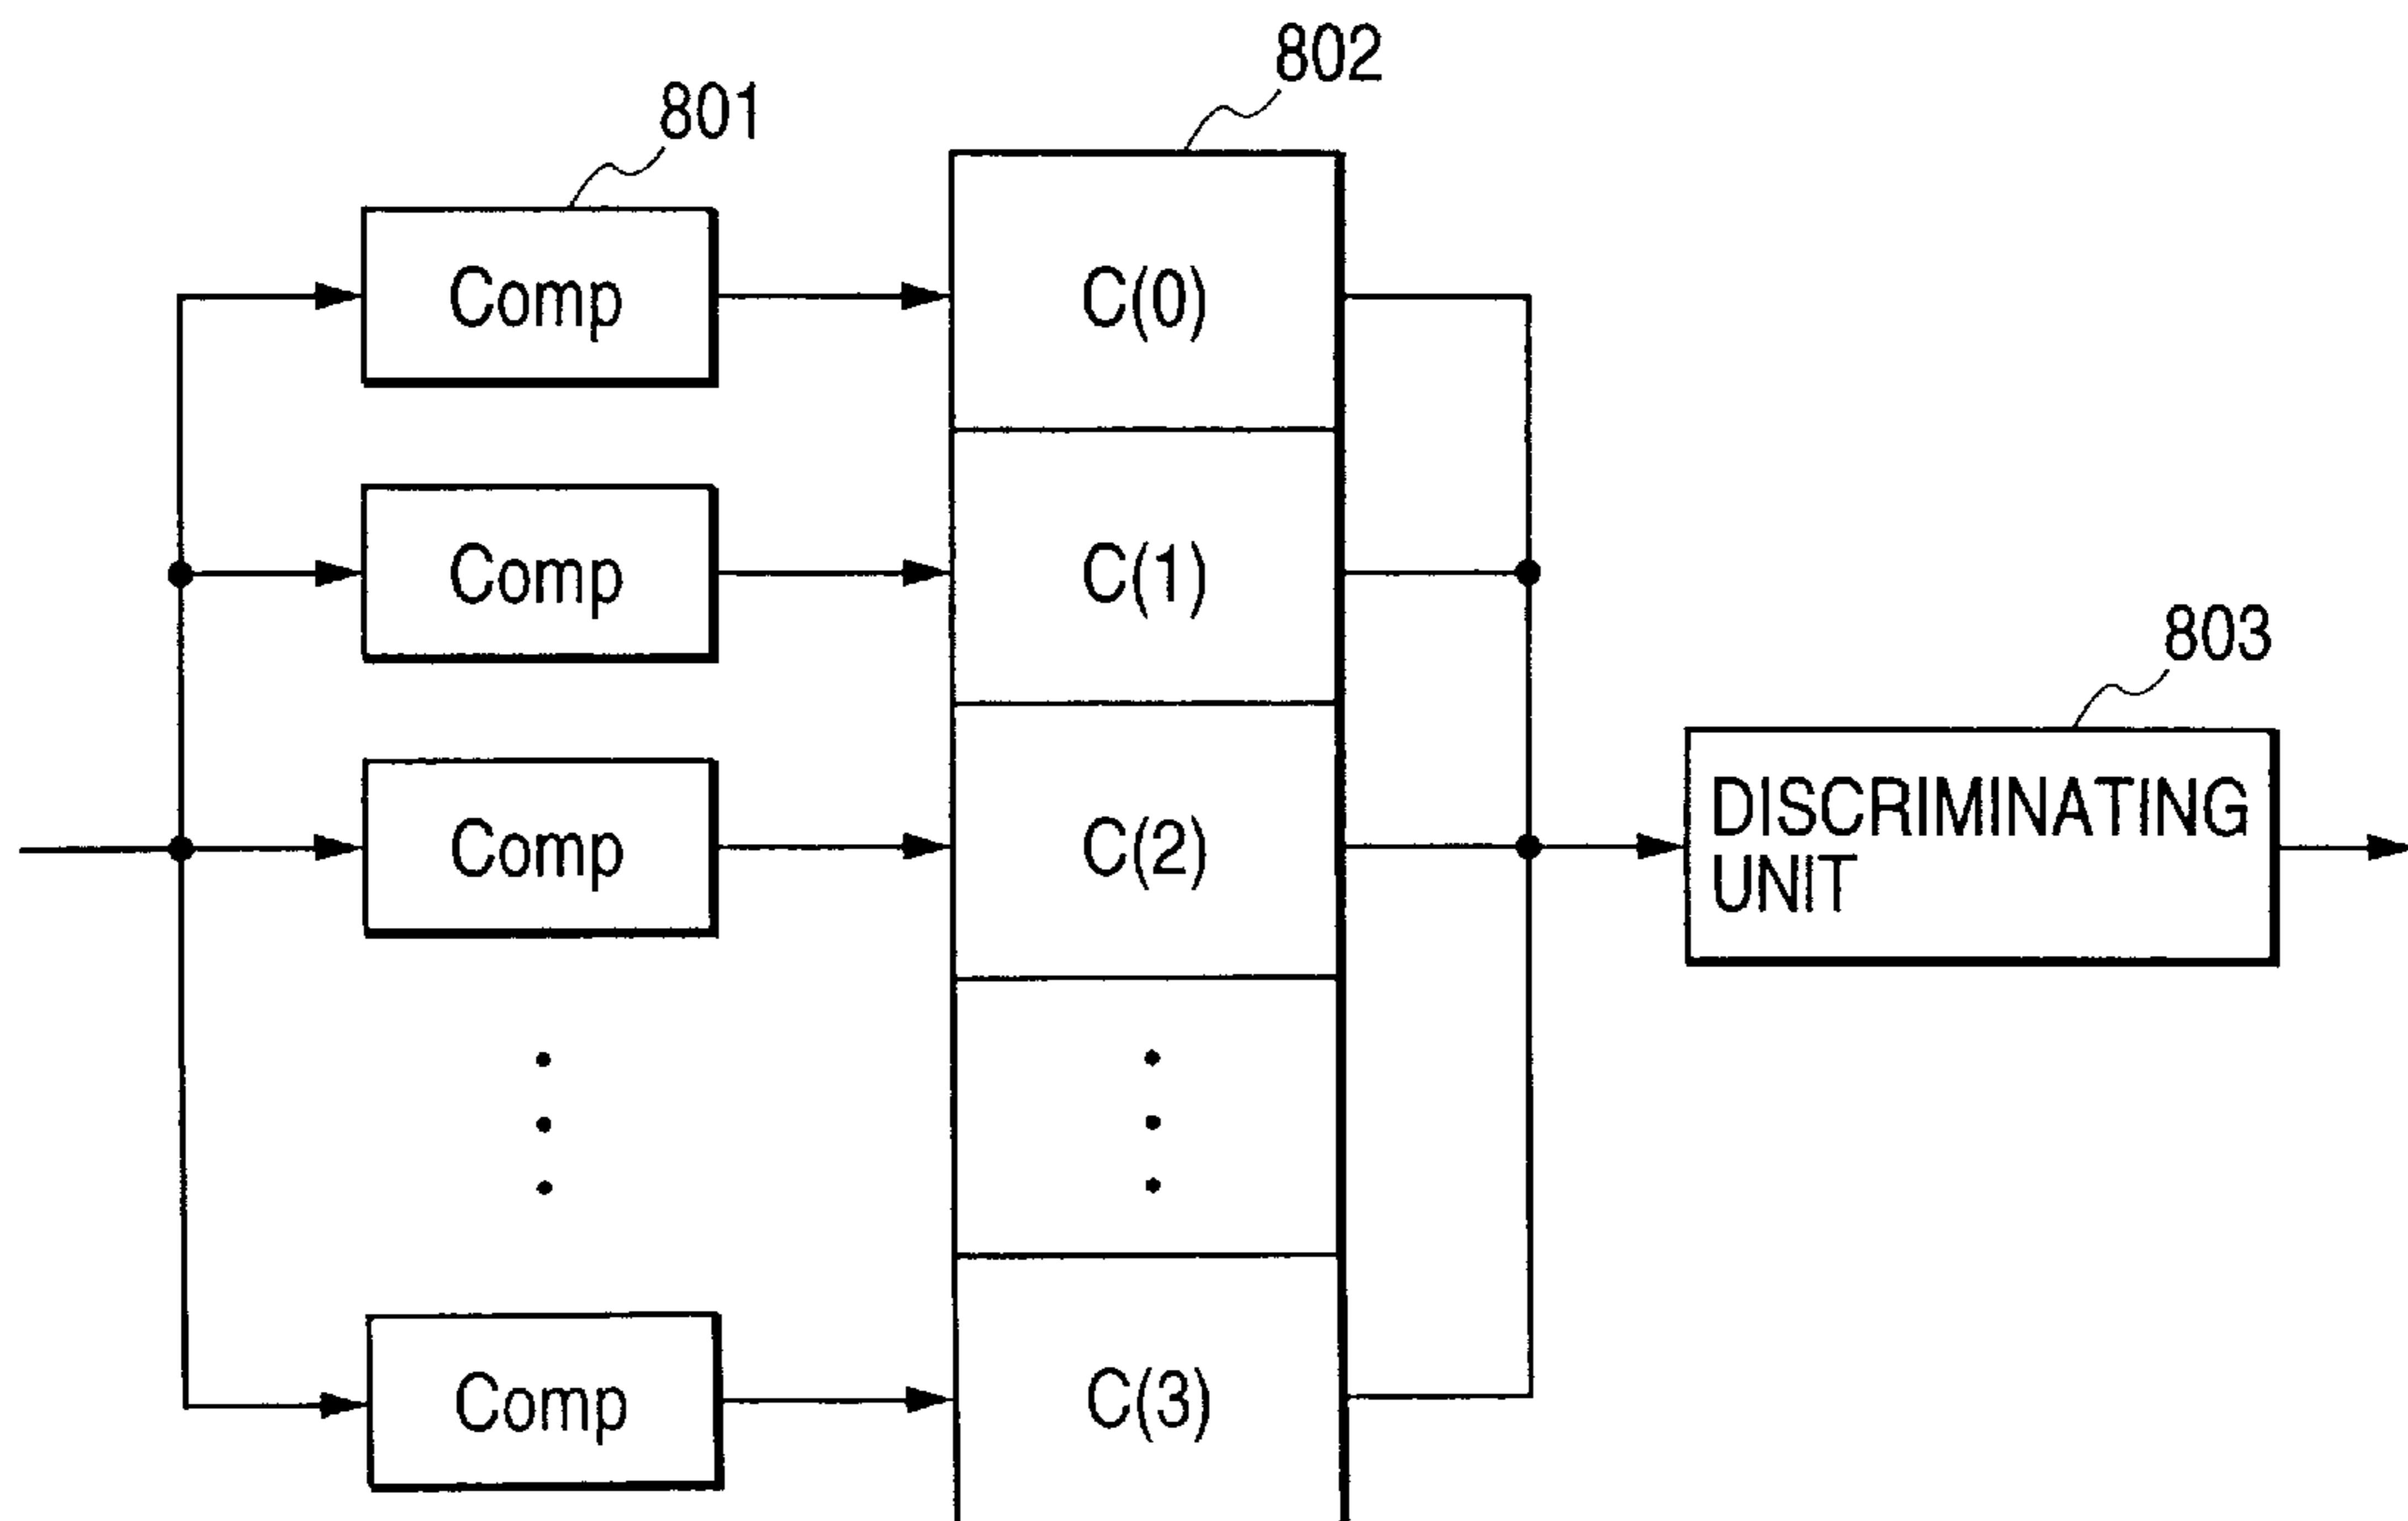 802
801
Comp
C(0)
Comp
C(1)
803
Comp
C(2)
DISCRIMINATING
UNIT
Comp
C(3)